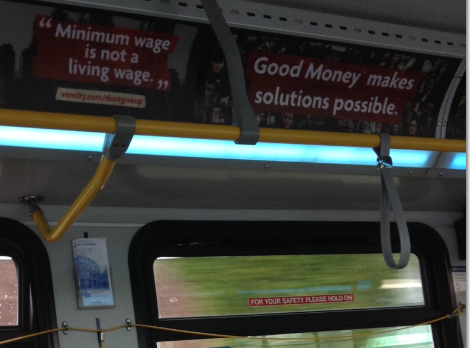 “Minimum wage
is not a
living wage.”
vancity.com/dontgiveup
Good Money makes
solutions possible.
FOR YOUR SAFETY PLEASE HOLD ON